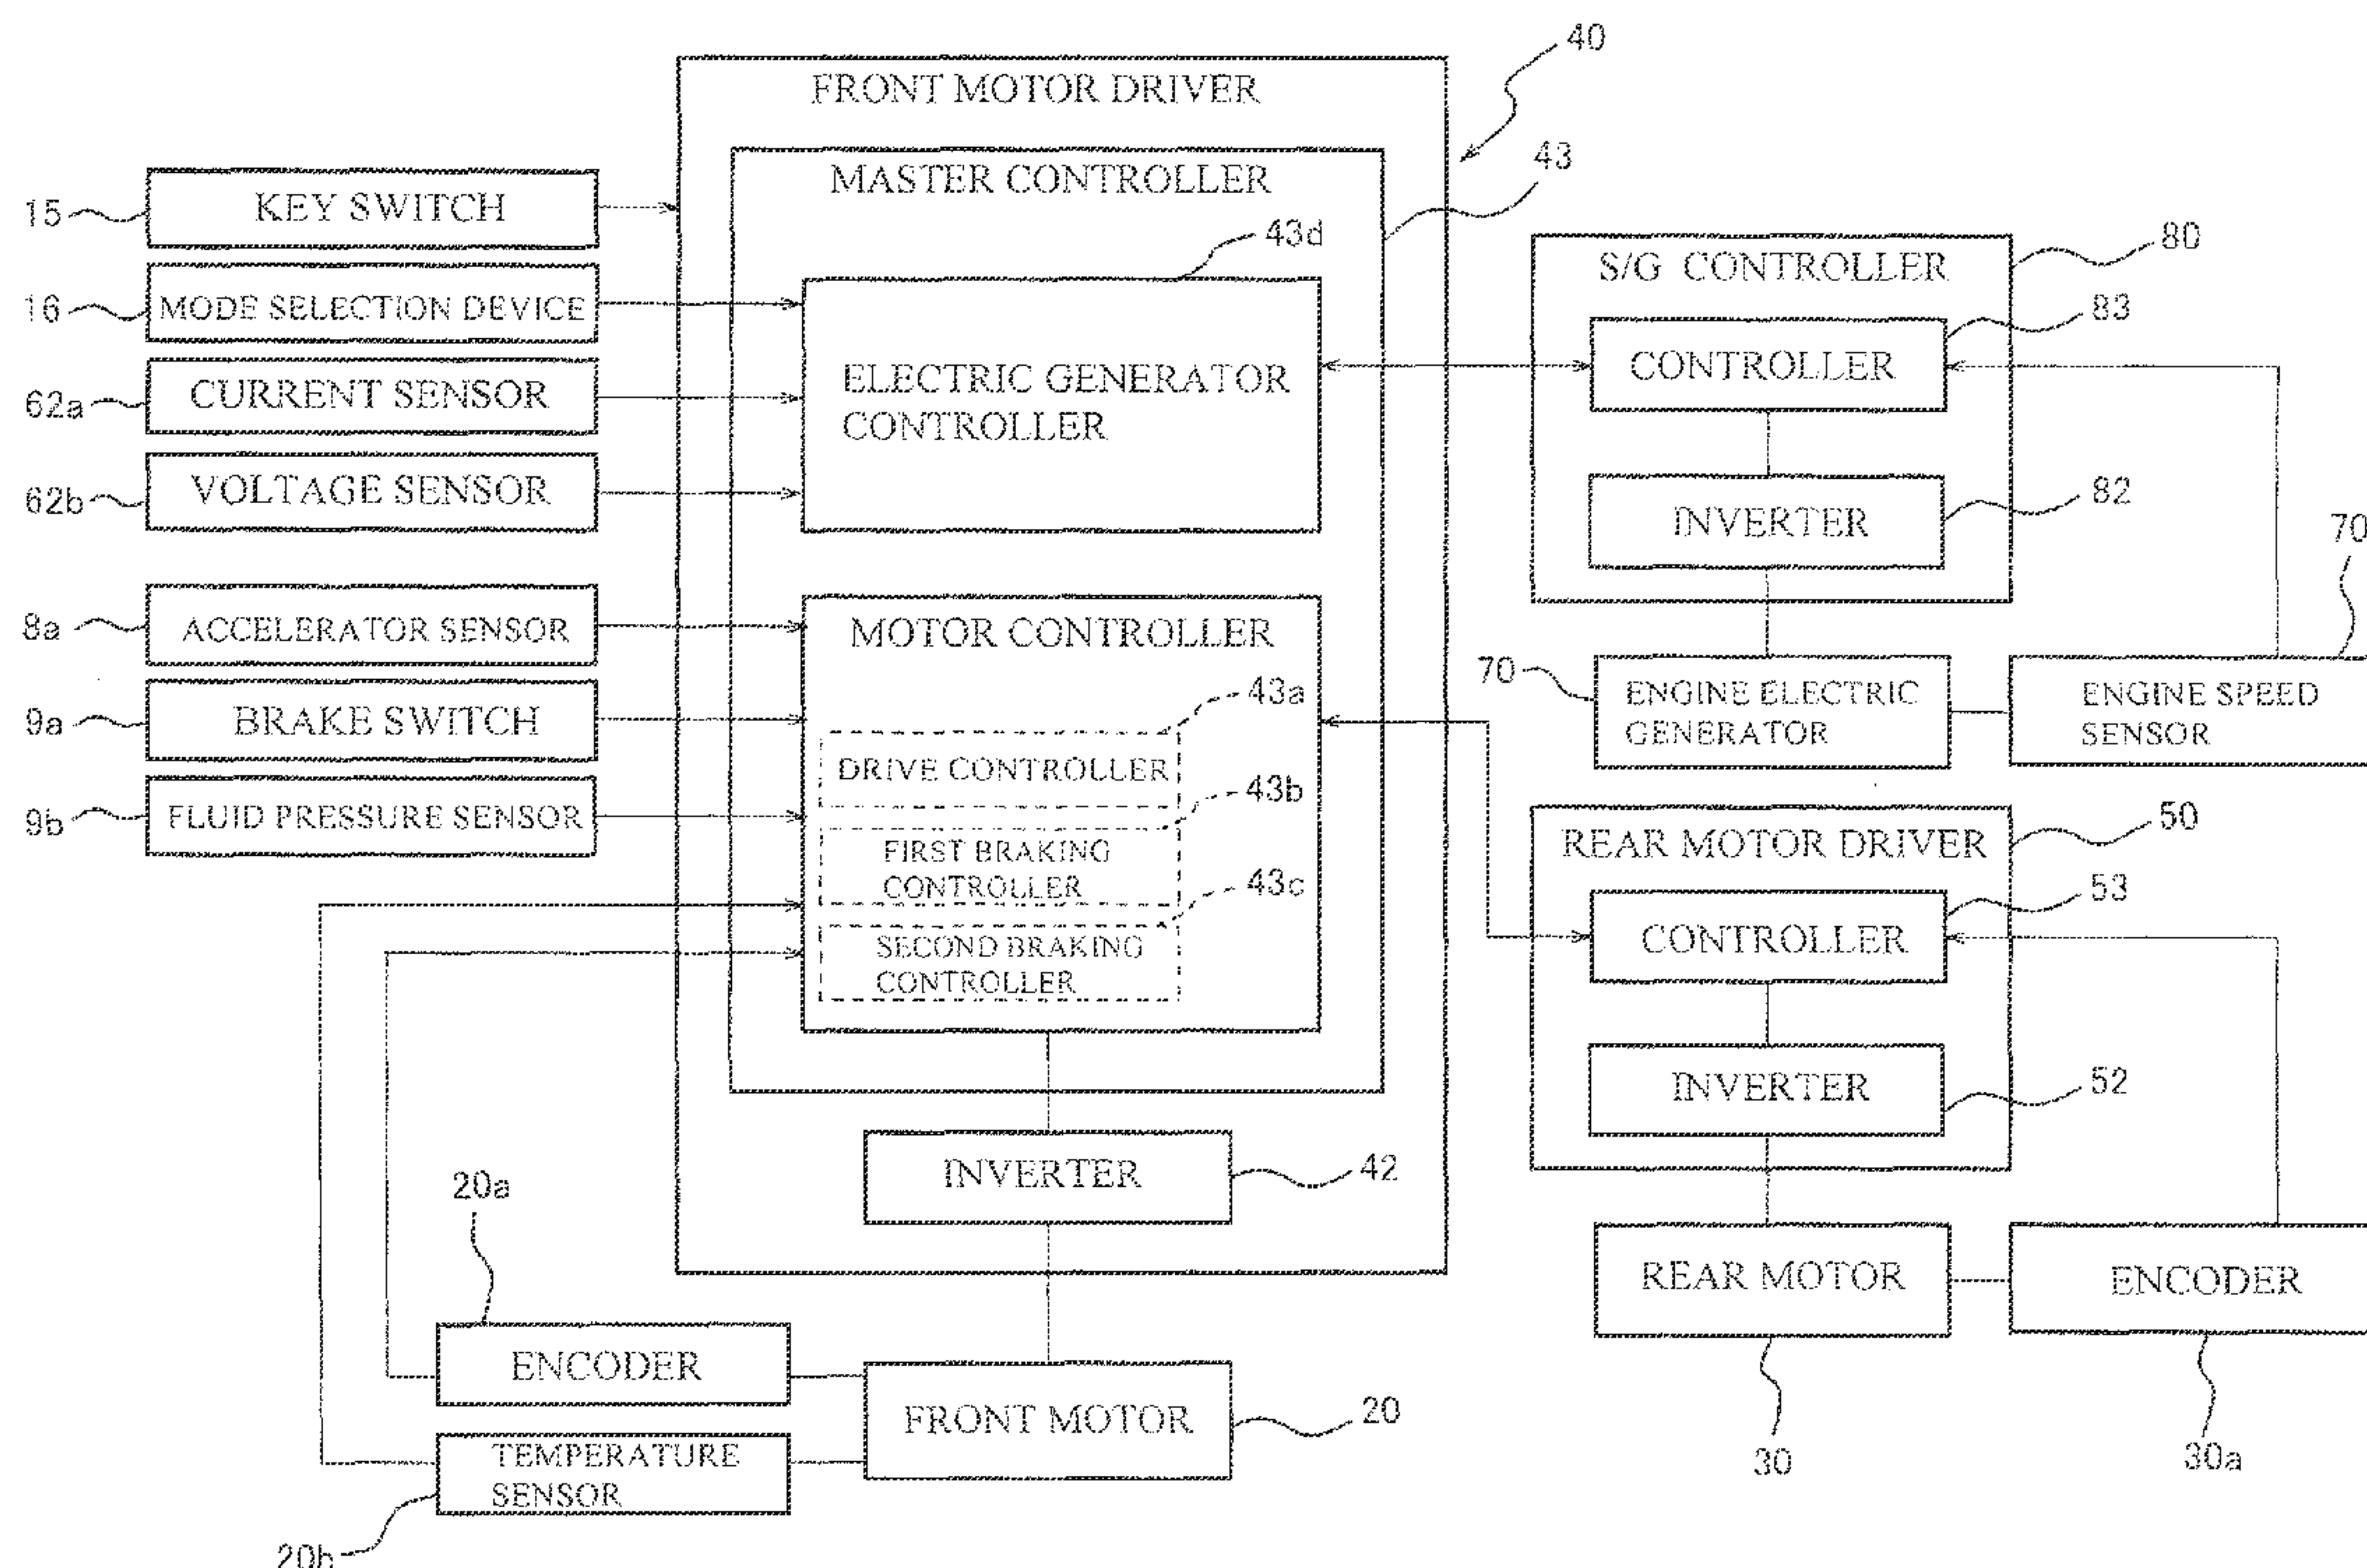 40
FRONT MOTOR DRIVER
43
MASTER CONTROLLER
15
KEY SWITCH
43d
16
MODE SELECTION DEVICE
62a
CURRENT SENSOR
62b
VOLTAGE SENSOR
ELECTRIC GENERATOR
CONTROLLER
80
S/G CONTROLLER
83
CONTROLLER
82
INVERTER
70
8a
ACCELERATOR SENSOR
9a
BRAKE SWITCH
9b
FLUID PRESSURE SENSOR
MOTOR CONTROLLER
43a
DRIVE CONTROLLER
43b
FIRST BRAKING
CONTROLLER
43c
SECOND BRAKING
CONTROLLER
70
ENGINE ELECTRIC
GENERATOR
ENGINE SPEED
SENSOR
50
REAR MOTOR DRIVER
53
CONTROLLER
52
INVERTER
INVERTER
42
20a
ENCODER
FRONT MOTOR
20
TEMPERATURE
SENSOR
20b
REAR MOTOR
30
ENCODER
30a